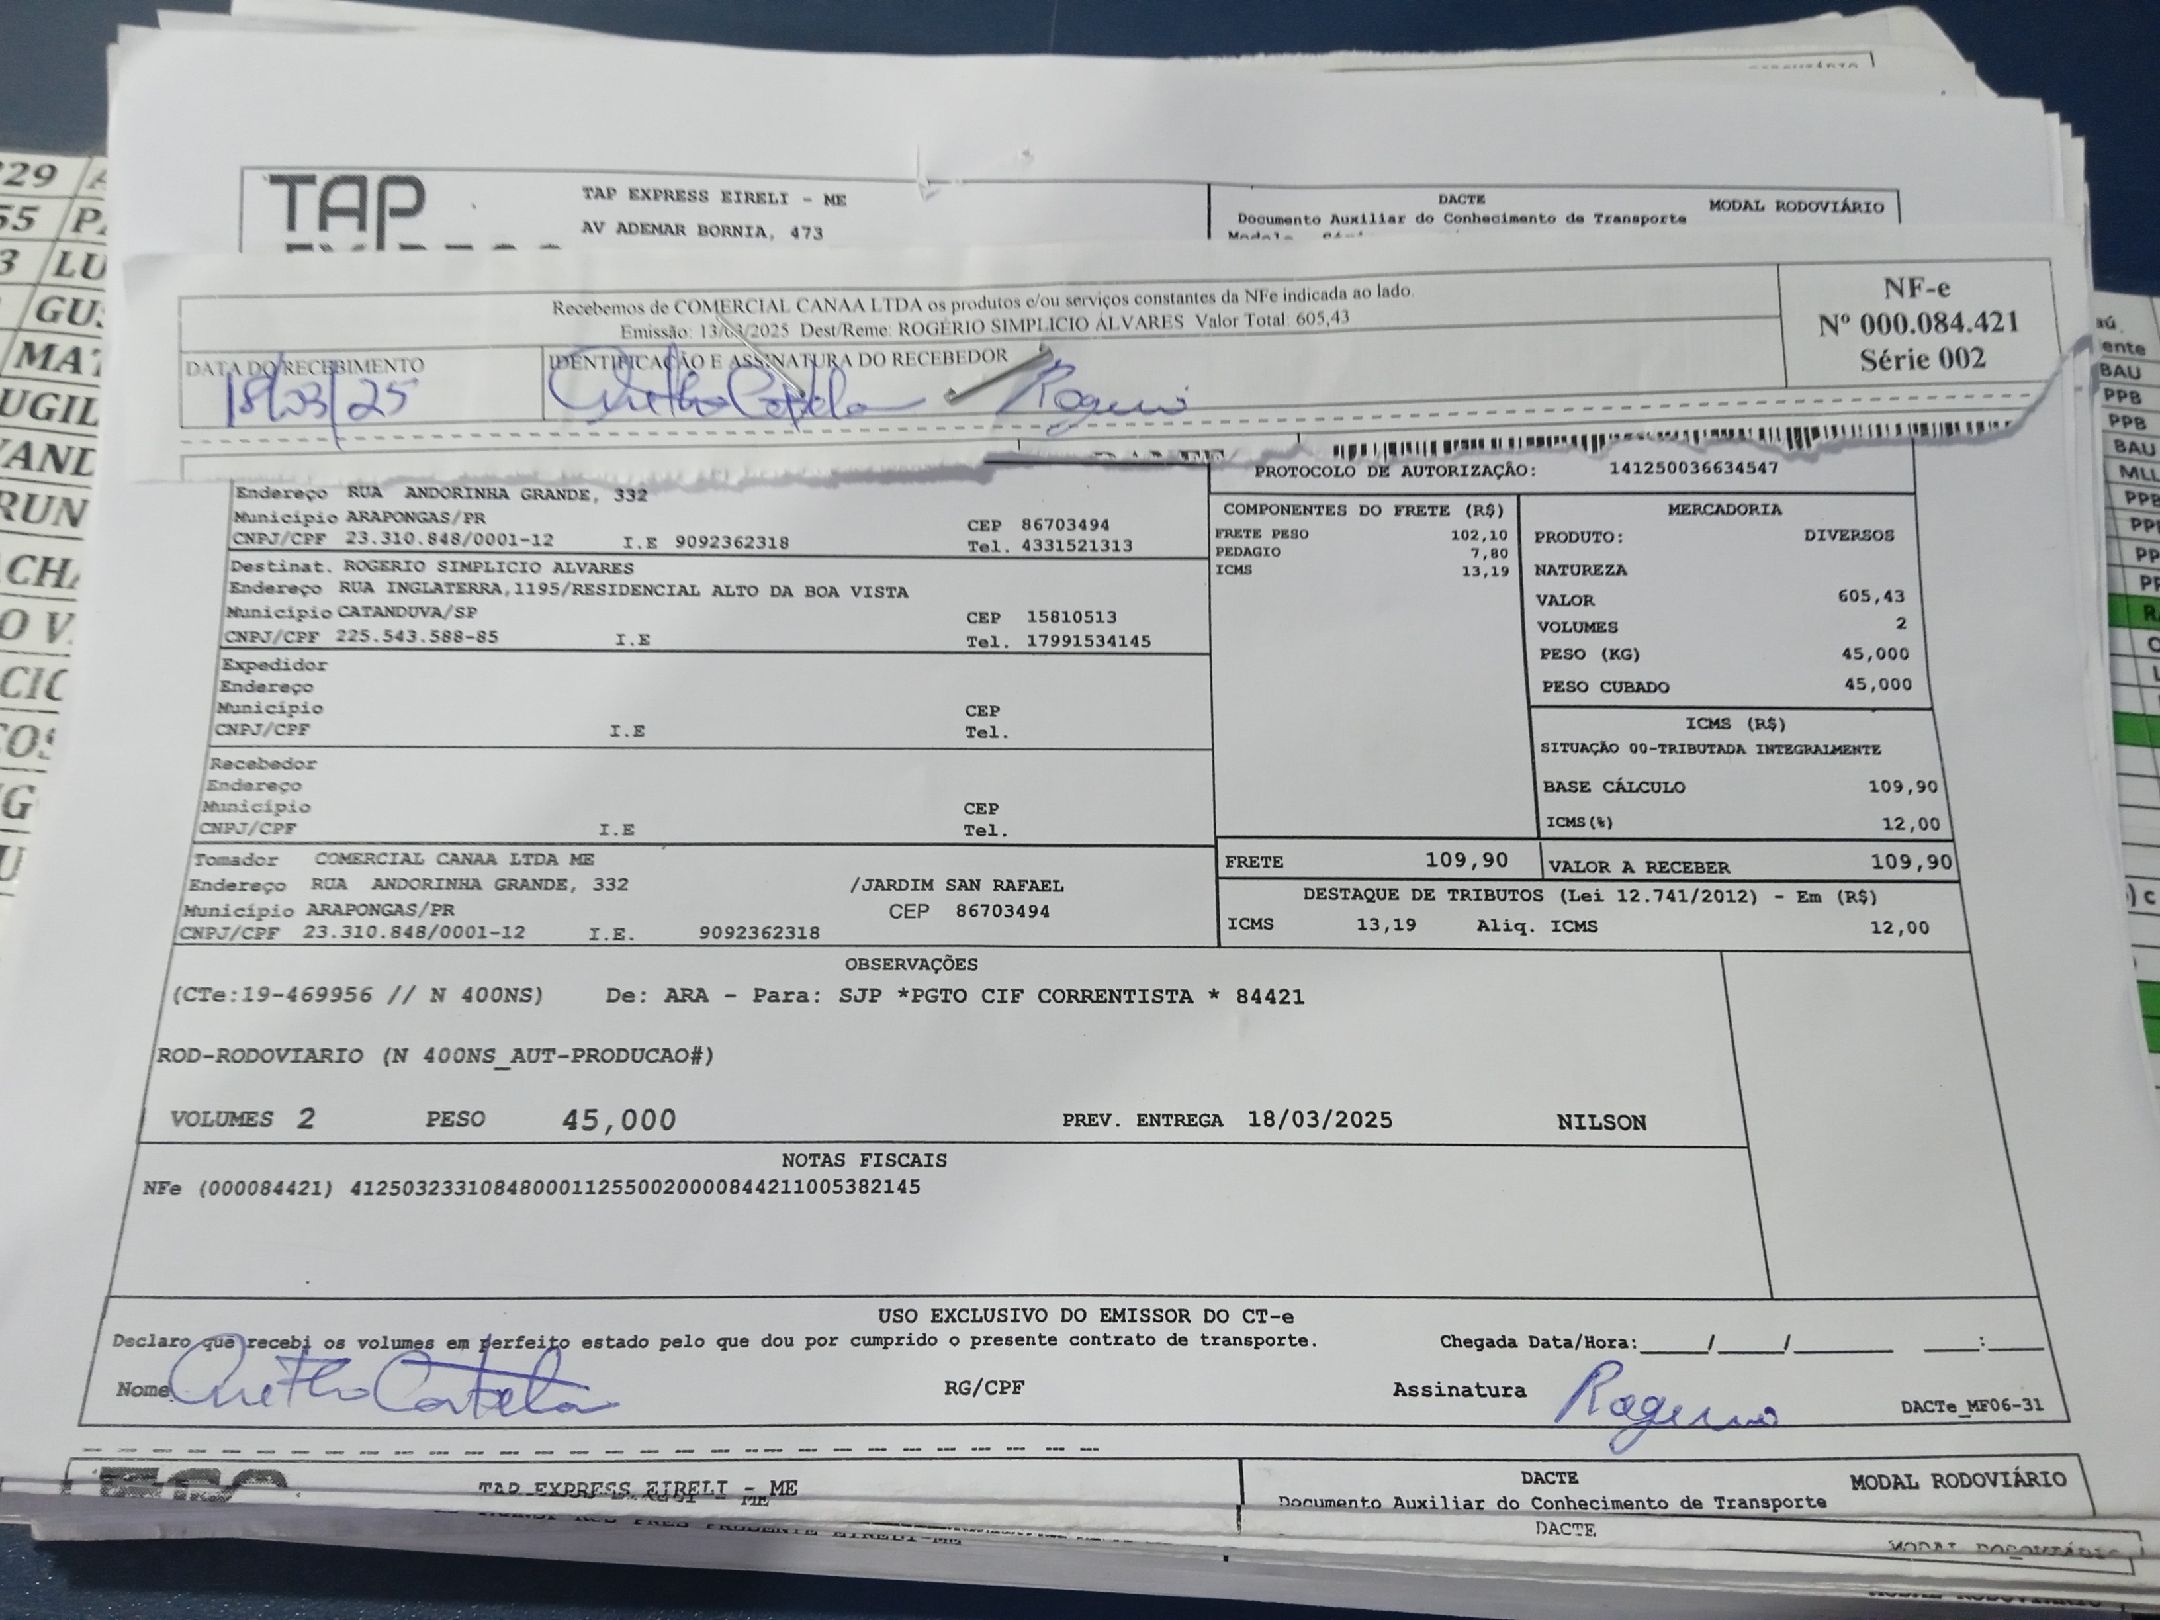 TAP
TAP EXPRESS EIRELI - ME
AV ADEMAR BORNIA, 473
DACTE
MODAL RODOVIÁRIO
Documento Auxiliar do Conhecimento de Transporte
Recebemos de COMERCIAL CANAA LTDA os produtos e/ou serviços constantes da NFe indicada ao lado.
Emissão: 13/03/2025 Dest/Reme: ROGERIO SIMPLICIO ALVARES Valor Total: 605,43
NF-e
Nº 000.084.421
Série 002
DATA DO RECEBIMENTO
18/03/25
IDENTIFICAÇÃO E ASSINATURA DO RECEBEDOR
PROTOCOLO DE AUTORIZAÇÃO: 141250036634547
Endereço RUA ANDORINHA GRANDE, 332
Município ARAPONGAS/PR CEP 86703494
CNPJ/CPF 23.310.848/0001-12 I.E 9092362318 Tel. 4331521313
Destinat. ROGERIO SIMPLICIO ALVARES
Endereço RUA INGLATERRA,1195/RESIDENCIAL ALTO DA BOA VISTA
Município CATANDUVA/SP CEP 15810513
CNPJ/CPF 225.543.588-85 I.E Tel. 17991534145
Expedidor
Endereço
Município CEP
CNPJ/CPF I.E Tel.
Recebedor
Endereço
Município CEP
CNPJ/CPF I.E Tel.
Tomador COMERCIAL CANAA LTDA ME
Endereço RUA ANDORINHA GRANDE, 332 /JARDIM SAN RAFAEL
Município ARAPONGAS/PR CEP 86703494
CNPJ/CPF 23.310.848/0001-12 I.E. 9092362318
COMPONENTES DO FRETE (R$)
FRETE PESO 102,10
PEDAGIO 7,80
ICMS 13,19
MERCADORIA
PRODUTO: DIVERSOS
NATUREZA
VALOR 605,43
VOLUMES 2
PESO (KG) 45,000
PESO CUBADO 45,000
ICMS (R$)
SITUAÇÃO 00-TRIBUTADA INTEGRALMENTE
BASE CÁLCULO 109,90
ICMS(%) 12,00
FRETE 109,90
VALOR A RECEBER 109,90
DESTAQUE DE TRIBUTOS (Lei 12.741/2012) - Em (R$)
ICMS 13,19 Aliq. ICMS 12,00
OBSERVAÇÕES
(CTe:19-469956 // N 400NS) De: ARA - Para: SJP *PGTO CIF CORRENTISTA * 84421
ROD-RODOVIARIO (N 400NS_AUT-PRODUCAO#)
VOLUMES 2 PESO 45,000 PREV. ENTREGA 18/03/2025 NILSON
NOTAS FISCAIS
NFe (000084421) 41250323310848000112550020000844211005382145
USO EXCLUSIVO DO EMISSOR DO CT-e
Declaro que recebi os volumes em perfeito estado pelo que dou por cumprido o presente contrato de transporte. Chegada Data/Hora:_____/_____/_______ ___:___
Nome RG/CPF Assinatura
DACTe_MF06-31
TAP EXPRESS EIRELI - ME
DACTE
MODAL RODOVIÁRIO
Documento Auxiliar do Conhecimento de Transporte
DACTE